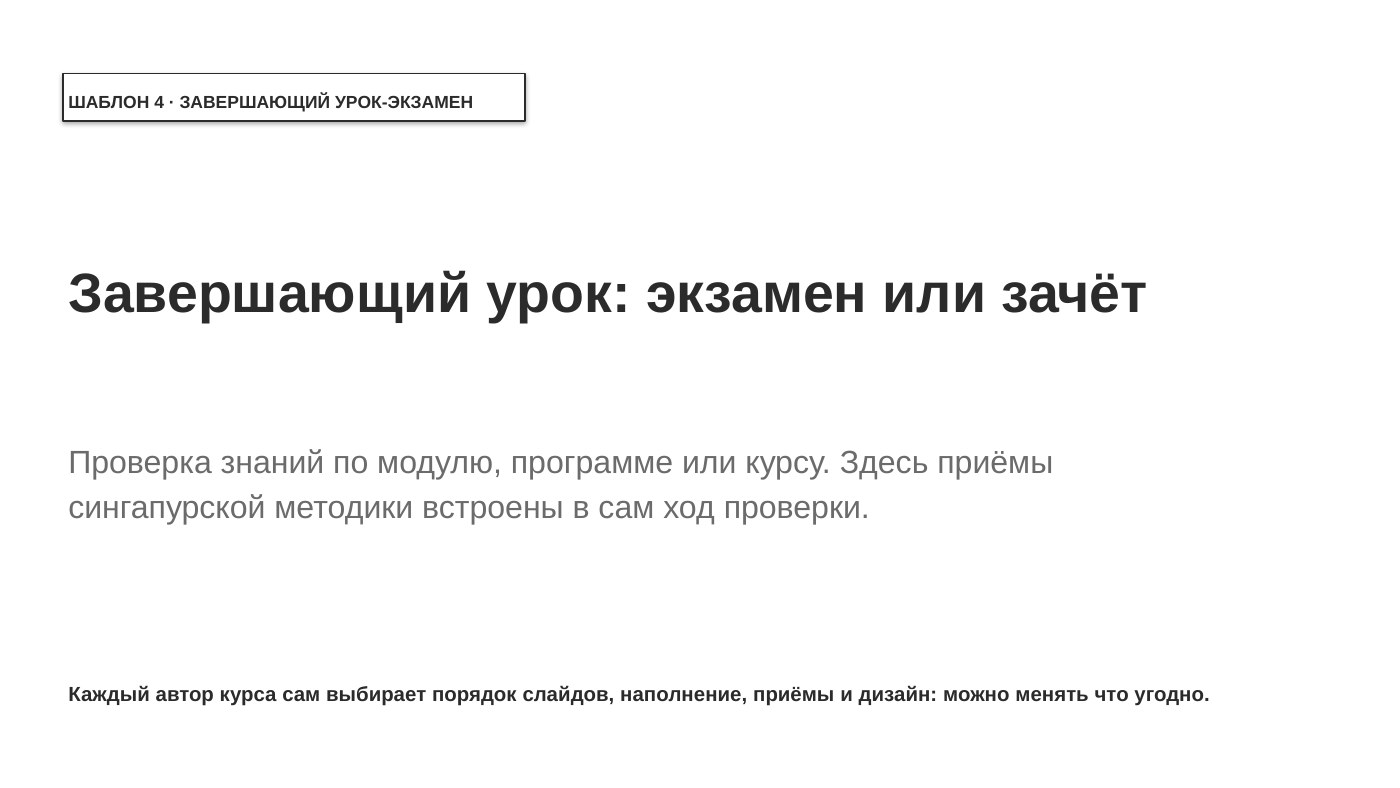 ШАБЛОН 4 · ЗАВЕРШАЮЩИЙ УРОК-ЭКЗАМЕН
Завершающий урок: экзамен или зачёт
Проверка знаний по модулю, программе или курсу. Здесь приёмы
сингапурской методики встроены в сам ход проверки.
Каждый автор курса сам выбирает порядок слайдов, наполнение, приёмы и дизайн: можно менять что угодно.